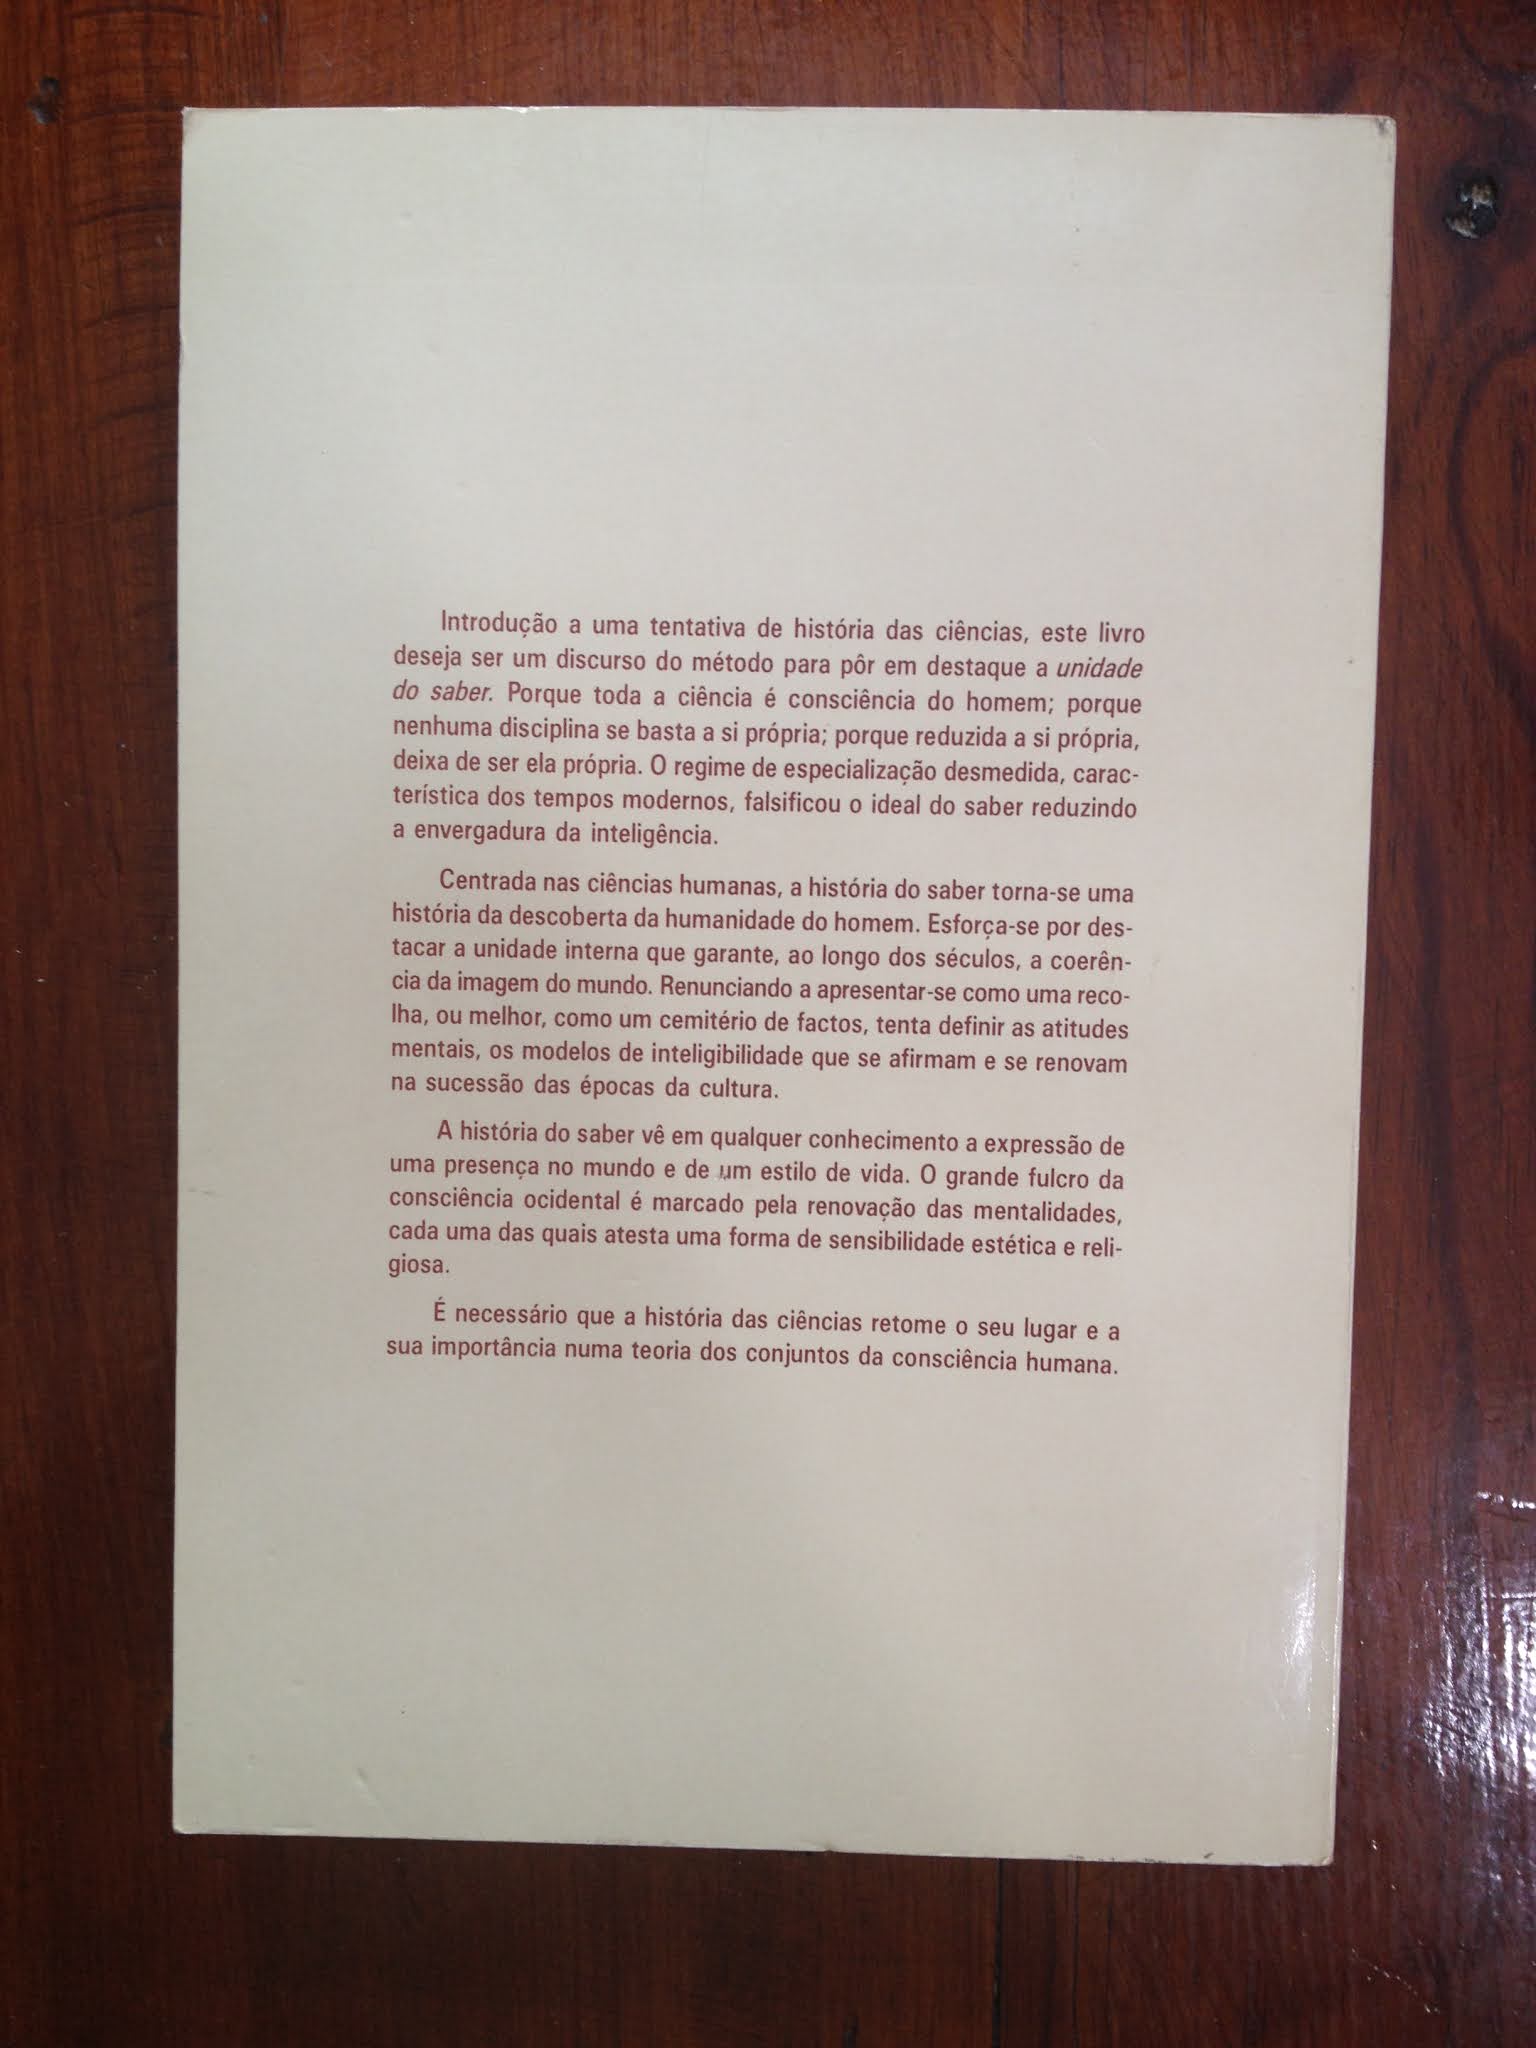 Introdução a uma tentativa de história das ciências, este livro
deseja ser um discurso do método para pôr em destaque a unidade
do saber. Porque toda a ciência é consciência do homem; porque
nenhuma disciplina se basta a si própria; porque reduzida a si própria,
deixa de ser ela própria. O regime de especialização desmedida, carac-
terística dos tempos modernos, falsificou o ideal do saber reduzindo
a envergadura da inteligência.
Centrada nas ciências humanas, a história do saber torna-se uma
história da descoberta da humanidade do homem. Esforça-se por des-
tacar a unidade interna que garante, ao longo dos séculos, a coerên-
cia da imagem do mundo. Renunciando a apresentar-se como uma reco-
lha, ou melhor, como um cemitério de factos, tenta definir as atitudes
mentais, os modelos de inteligibilidade que se afirmam e se renovam
na sucessão das épocas da cultura.
A história do saber vê em qualquer conhecimento a expressão de
uma presença no mundo e de um estilo de vida. O grande fulcro da
consciência ocidental é marcado pela renovação das mentalidades,
cada uma das quais atesta uma forma de sensibilidade estética e reli-
giosa.
É necessário que a história das ciências retome o seu lugar e a
sua importância numa teoria dos conjuntos da consciência humana.